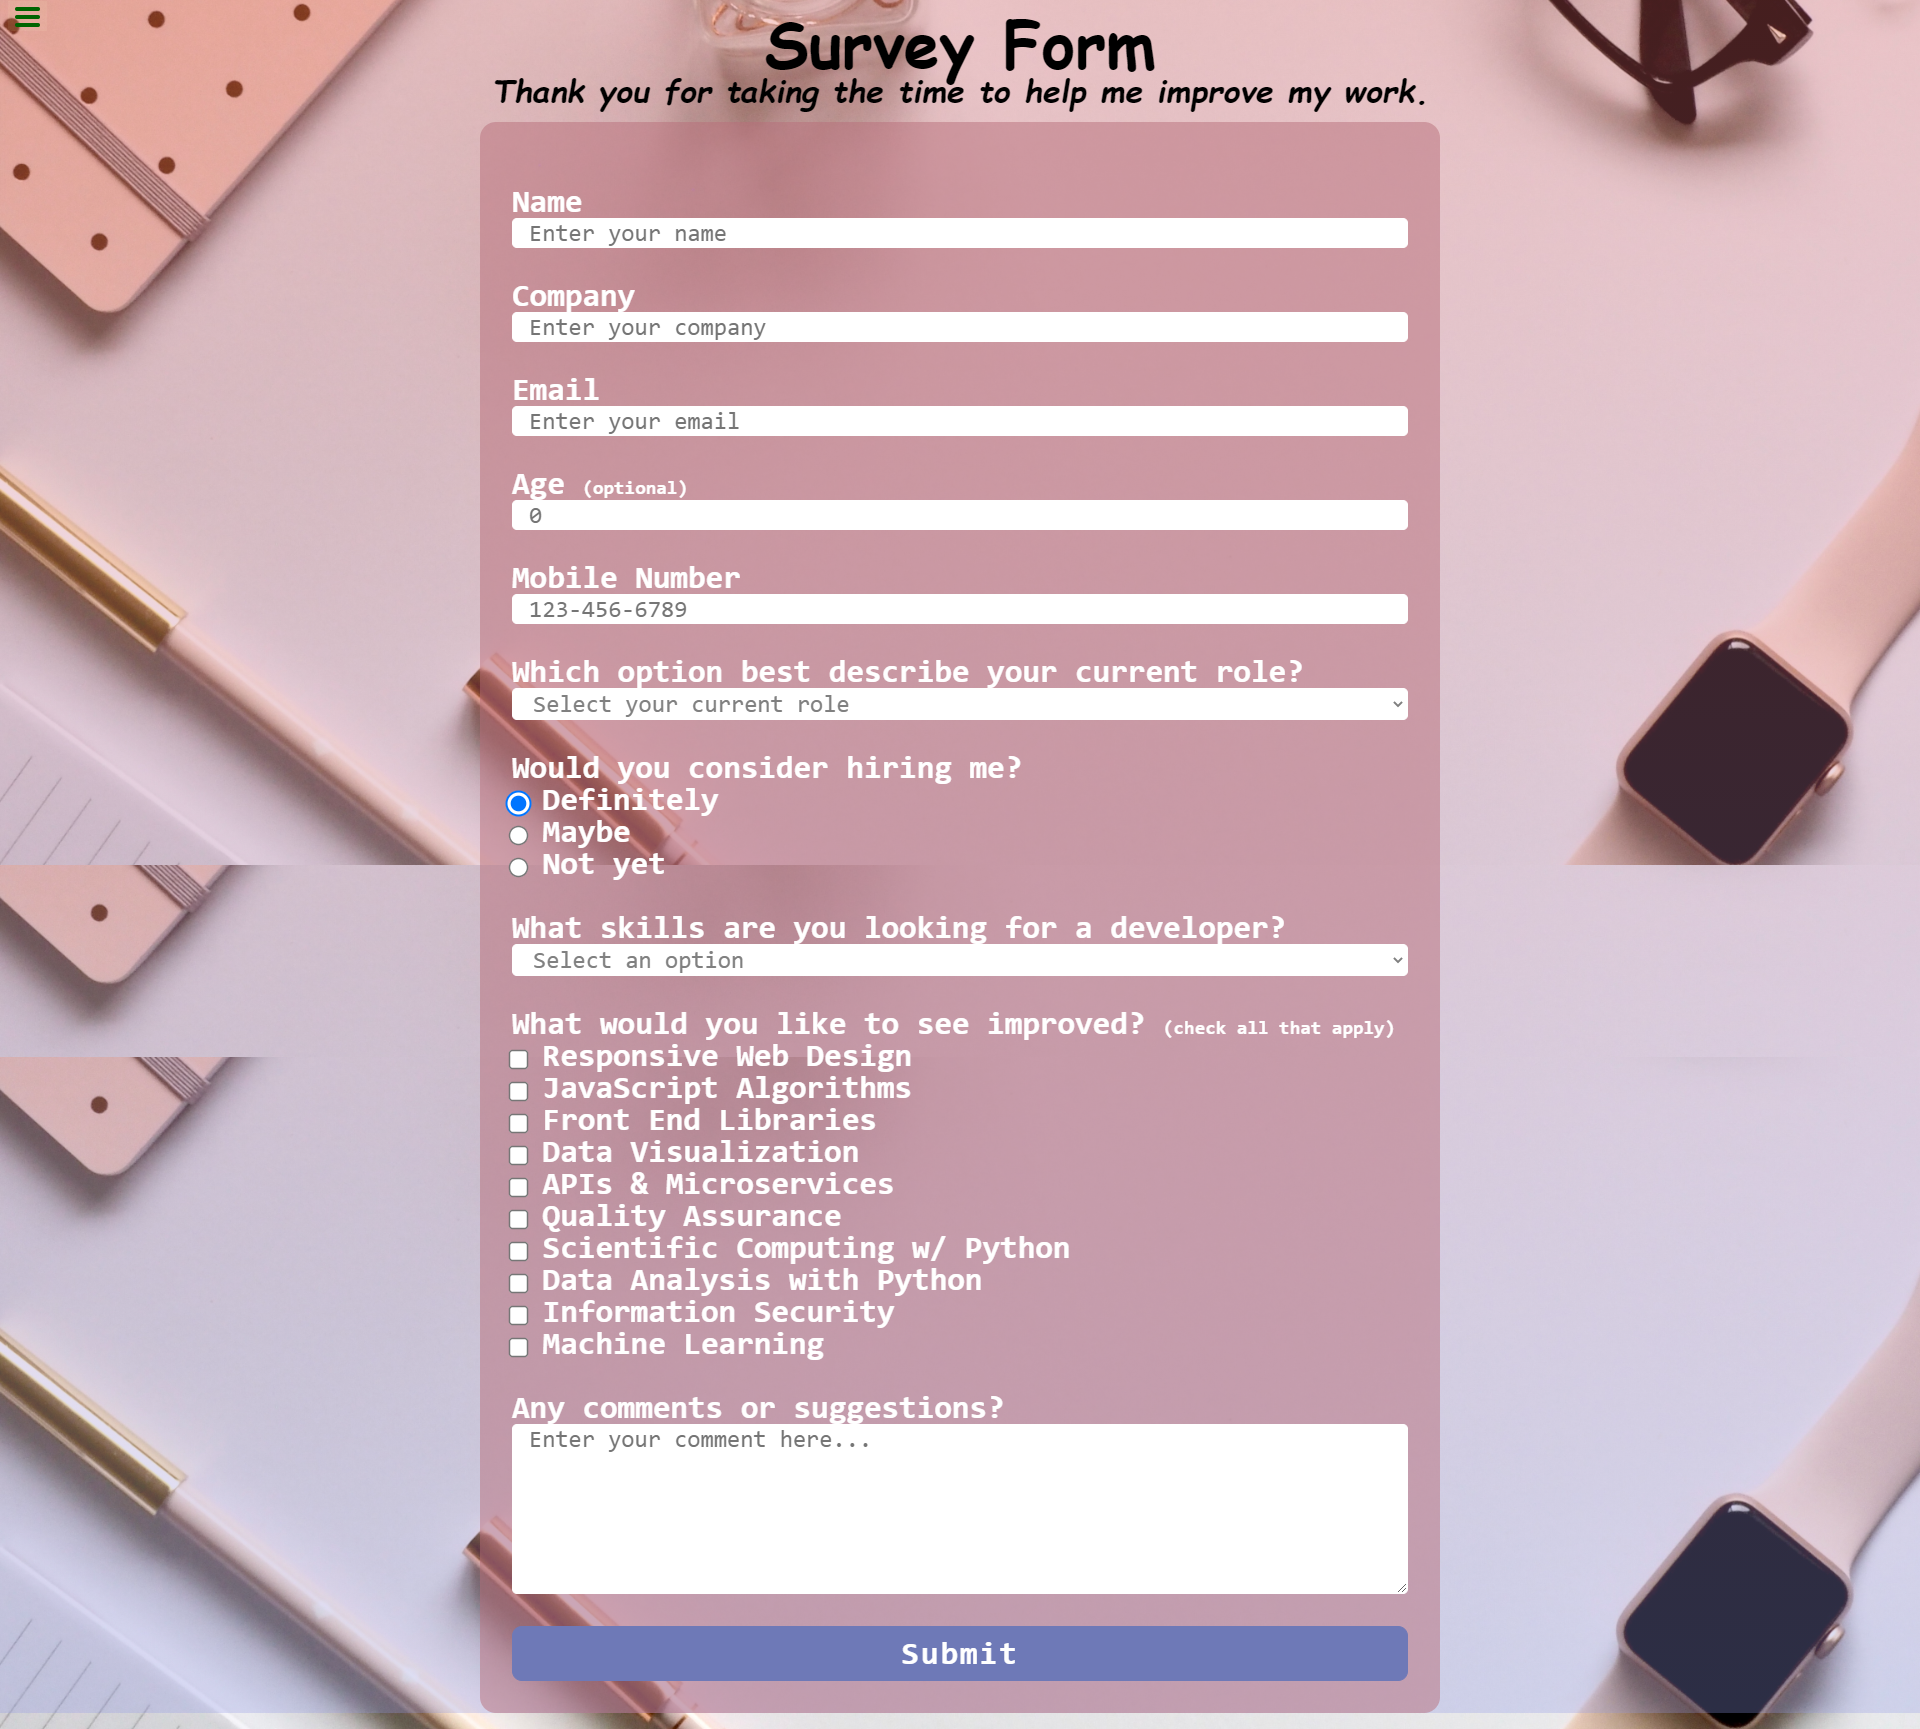 Survey Form
Thank you for taking the time to help me improve my work.
Name
Enter your name
Company
Enter your company
Email
Enter your email
Age (optional)
0
Mobile Number
123-456-6789
Which option best describe your current role?
Select your current role
Would you consider hiring me?
Definitely
Maybe
Not yet
What skills are you looking for a developer?
Select an option
What would you like to see improved? (check all that apply)
Responsive Web Design
JavaScript Algorithms
Front End Libraries
Data Visualization
APIs & Microservices
Quality Assurance
Scientific Computing w/ Python
Data Analysis with Python
Information Security
Machine Learning
Any comments or suggestions?
Enter your comment here...
Submit